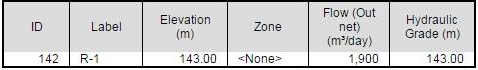 ID Label Elevation (m) Zone Flow (Out net) (m³/day) Hydraulic Grade (m)
142 R-1 143.00 <None> 1,900 143.00